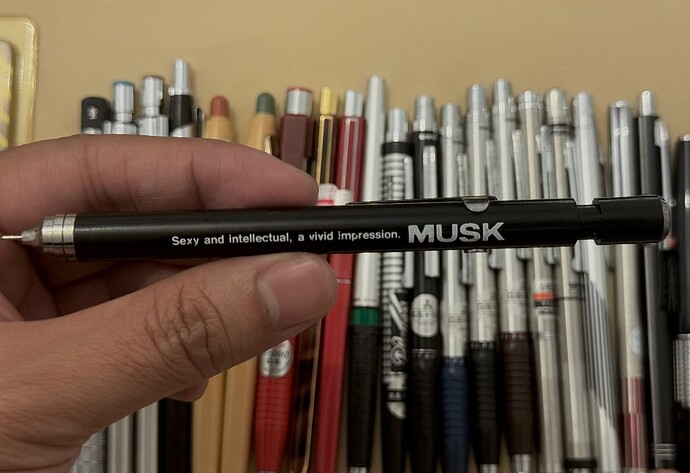 Sexy and intellectual, a vivid impression. MUSK